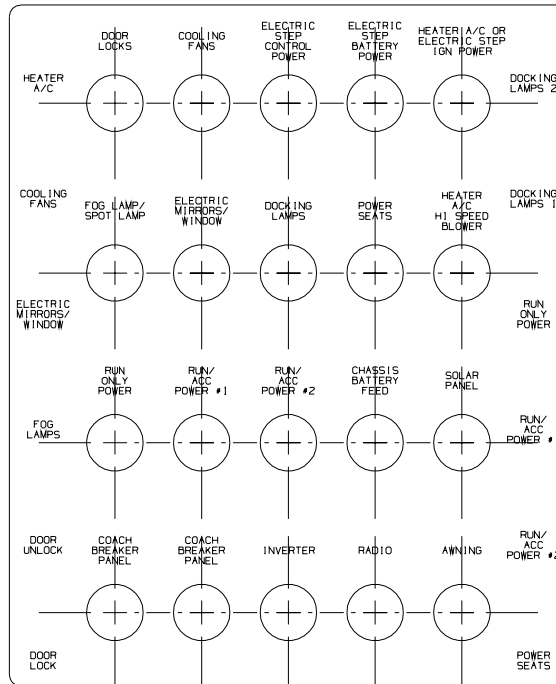 DOOR
LOCKS
COOLING
FANS
ELECTRIC
STEP
CONTROL
POWER
ELECTRIC
STEP
BATTERY
POWER
HEATER A/C OR
ELECTRIC STEP
IGN POWER
HEATER
A/C
DOCKING
LAMPS 2
COOLING
FANS
FOG LAMP/
SPOT LAMP
ELECTRIC
MIRRORS/
WINDOW
DOCKING
LAMPS
POWER
SEATS
HEATER
A/C
HI SPEED
BLOWER
DOCKING
LAMPS 1
ELECTRIC
MIRRORS/
WINDOW
RUN
ONLY
POWER
RUN
ONLY
POWER
RUN/
ACC
POWER #1
RUN/
ACC
POWER #2
CHASSIS
BATTERY
FEED
SOLAR
PANEL
FOG
LAMPS
RUN/
ACC
POWER #
DOOR
UNLOCK
COACH
BREAKER
PANEL
COACH
BREAKER
PANEL
INVERTER
RADIO
AWNING
RUN/
ACC
POWER #2
DOOR
LOCK
POWER
SEATS